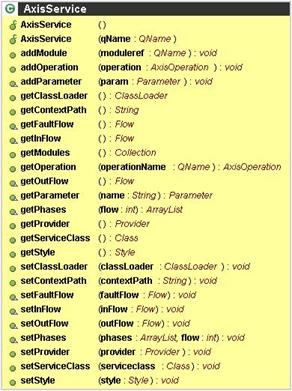 AxisService
AxisService ()
AxisService (qName : QName)
addModule (moduleref : QName) : void
addOperation (operation : AxisOperation) : void
addParameter (param : Parameter) : void
getClassLoader () : ClassLoader
getContextPath () : String
getFaultFlow () : Flow
getInFlow () : Flow
getModules () : Collection
getOperation (operationName : QName) : AxisOperation
getOutFlow () : Flow
getParameter (name : String) : Parameter
getPhases (flow : int) : ArrayList
getProvider () : Provider
getServiceClass () : Class
getStyle () : Style
setClassLoader (classLoader : ClassLoader) : void
setContextPath (contextPath : String) : void
setFaultFlow (faultFlow : Flow) : void
setInFlow (inFlow : Flow) : void
setOutFlow (outFlow : Flow) : void
setPhases (phases : ArrayList, flow : int) : void
setProvider (provider : Provider) : void
setServiceClass (serviceclass : Class) : void
setStyle (style : Style) : void